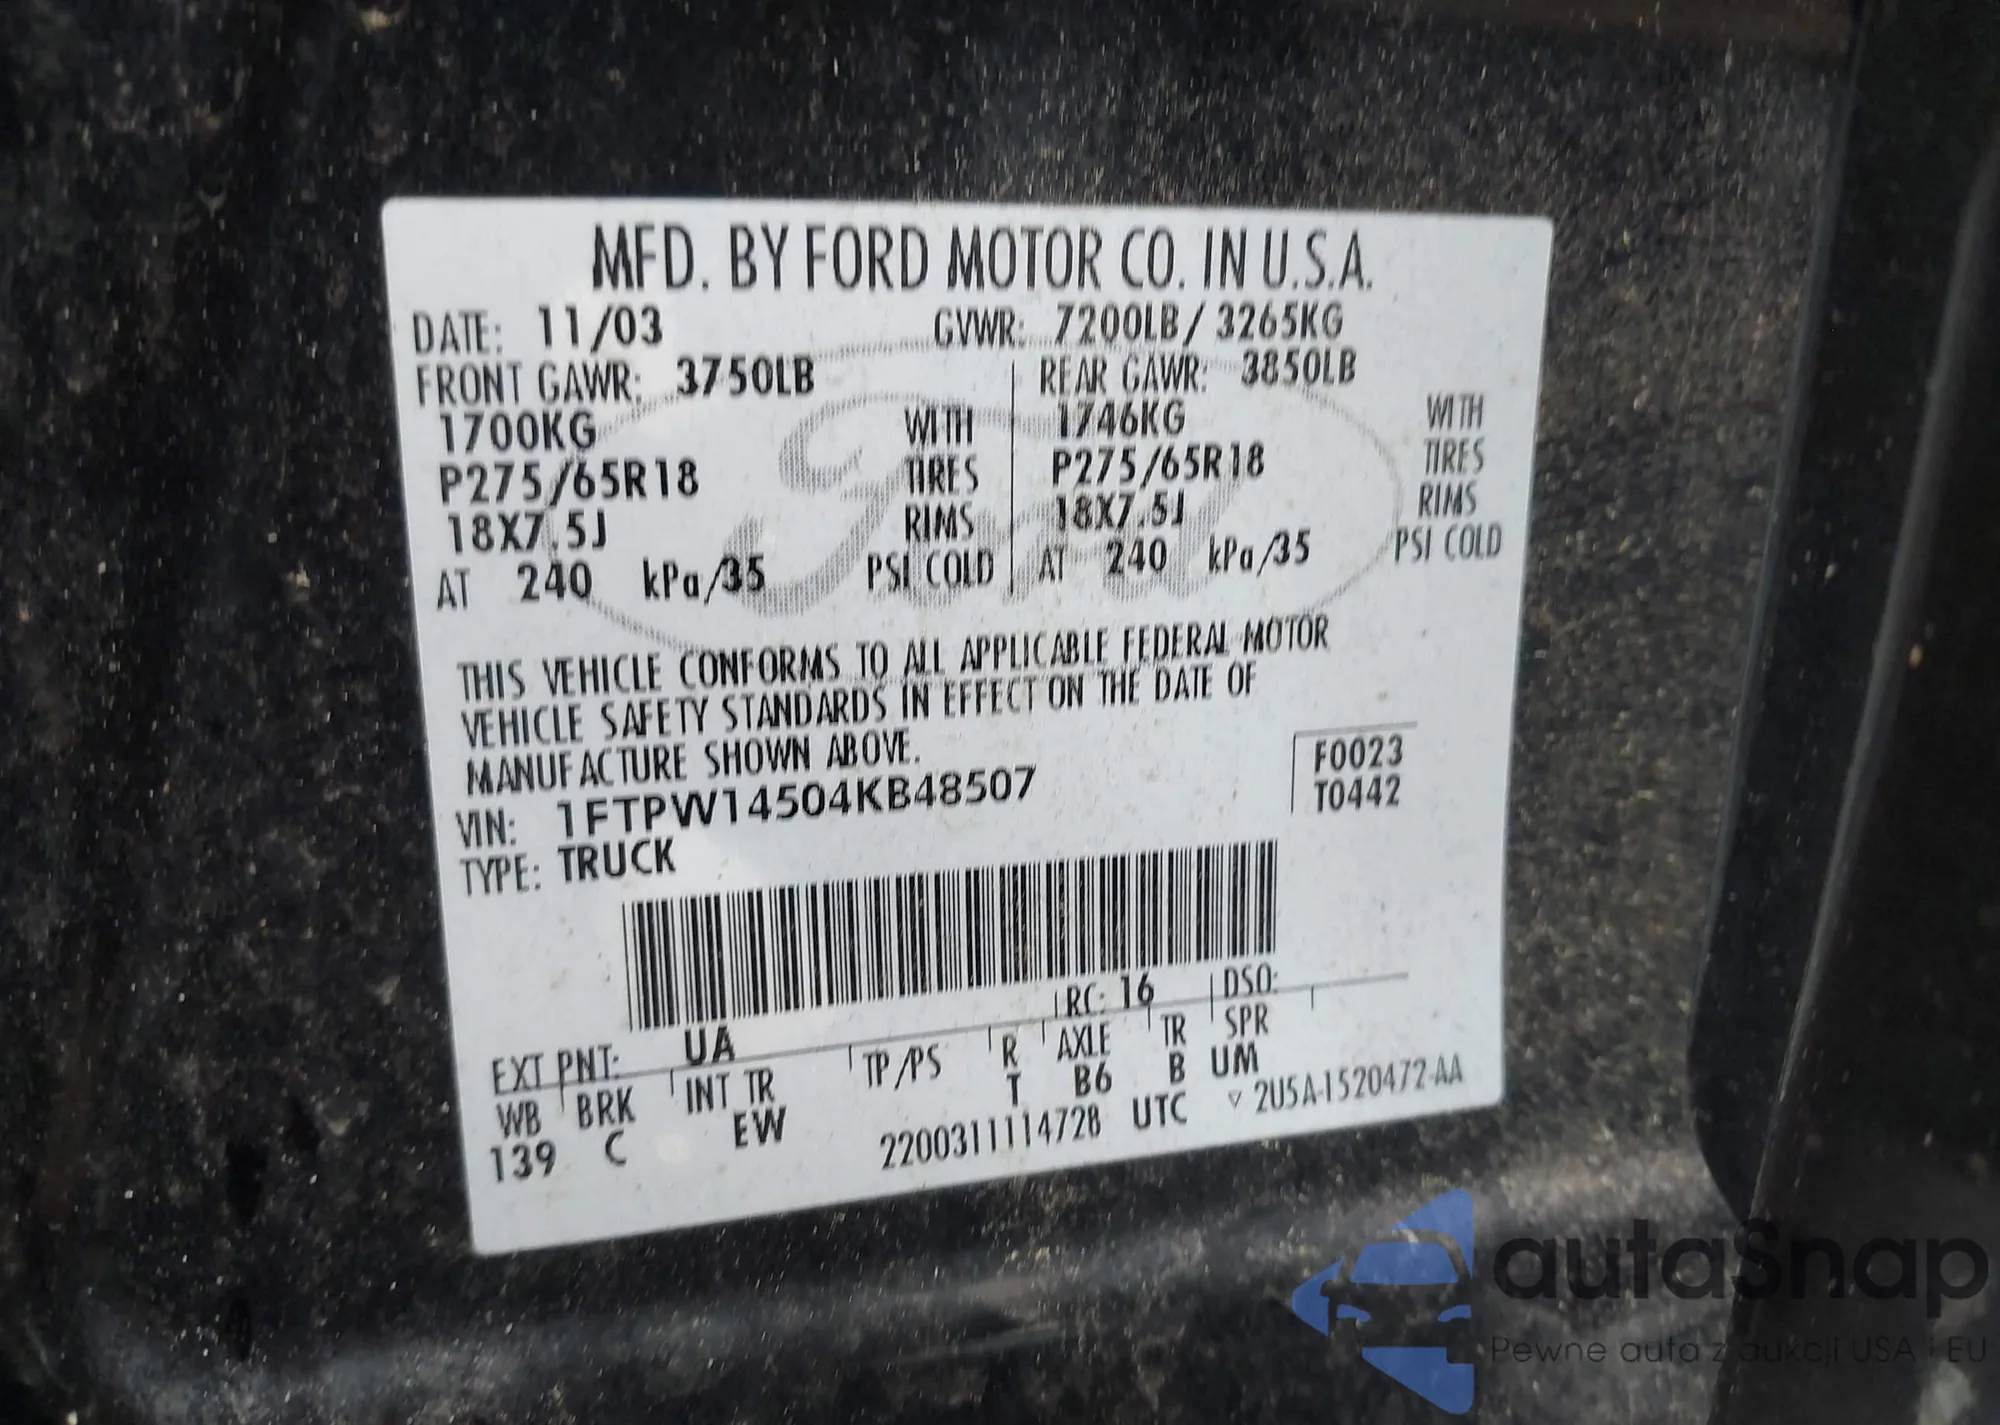 MFD. BY FORD MOTOR CO. IN U.S.A.
DATE: 11/03 GVWR: 7200LB / 3265KG
FRONT GAWR: 3750LB REAR GAWR: 3850LB
1700KG WITH 1746KG WITH
P275/65R18 TIRES P275/65R18 TIRES
18X7.5J RIMS 18X7.5J RIMS
AT 240 kPa/35 PSI COLD AT 240 kPa/35 PSI COLD
Ford
THIS VEHICLE CONFORMS TO ALL APPLICABLE FEDERAL MOTOR
VEHICLE SAFETY STANDARDS IN EFFECT ON THE DATE OF
MANUFACTURE SHOWN ABOVE.
F0023
VIN: 1FTPW14504KB48507 T0442
TYPE: TRUCK
EXT PNT: UA RC: 16 DSO:
WB BRK INT TR TP/PS R AXLE TR SPR
139 C EW T B6 B UM
2200311114728 UTC ▽ 2U5A-1520472-AA
autoSnap
Pewne auta z aukcji USA i EU